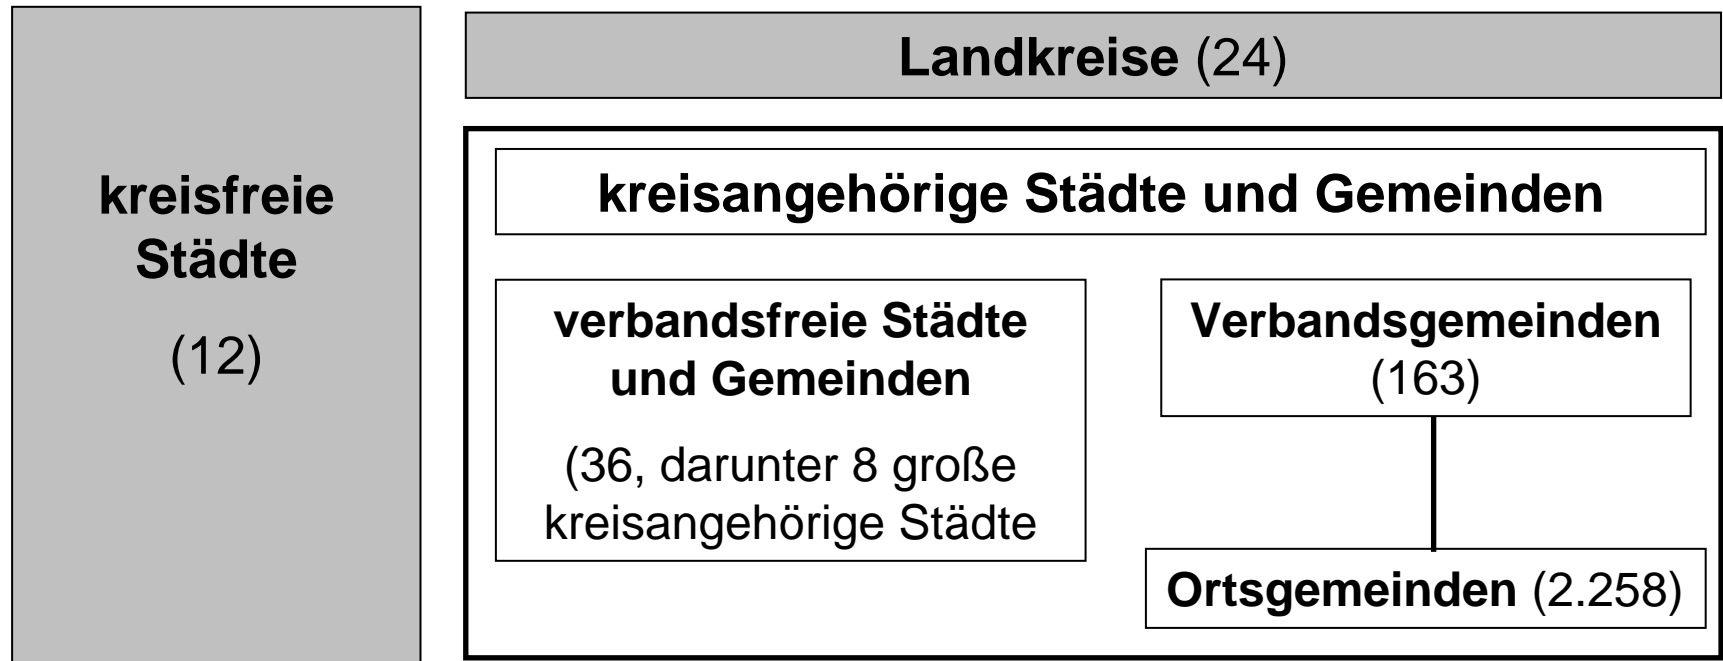 kreisfreie
Städte
(12)
Landkreise (24)
kreisangehörige Städte und Gemeinden
verbandsfreie Städte
und Gemeinden
(36, darunter 8 große
kreisangehörige Städte
Verbandsgemeinden
(163)
Ortsgemeinden (2.258)